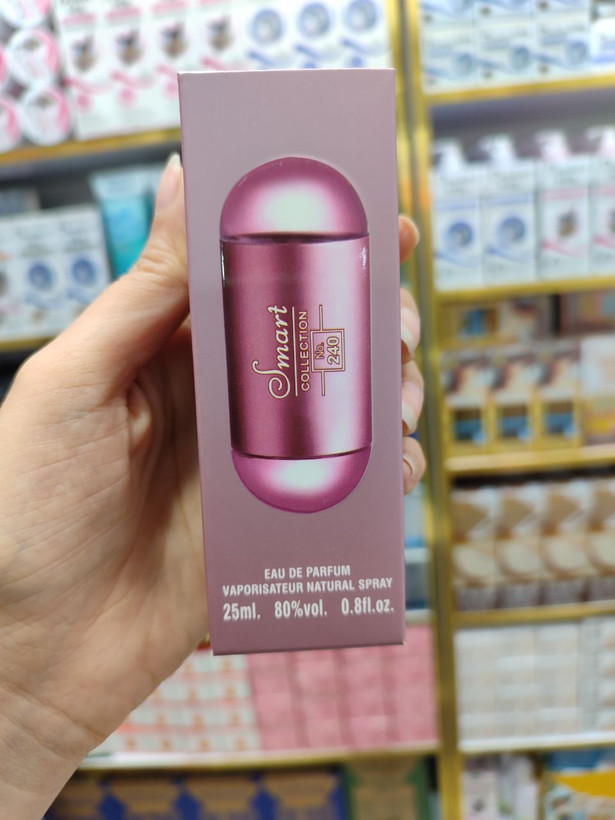 Smart
COLLECTION
No.
240
EAU DE PARFUM
VAPORISATEUR NATURAL SPRAY
25ml. 80%vol. 0.8fl.oz.